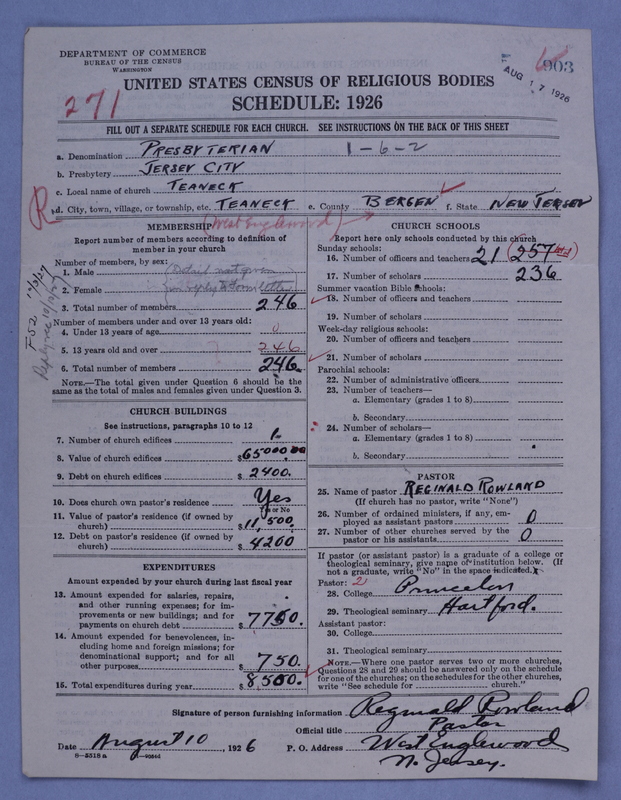 DEPARTMENT OF COMMERCE
BUREAU OF THE CENSUS
WASHINGTON
903
AUG 17 1926
UNITED STATES CENSUS OF RELIGIOUS BODIES
271
SCHEDULE: 1926
FILL OUT A SEPARATE SCHEDULE FOR EACH CHURCH. SEE INSTRUCTIONS ON THE BACK OF THIS SHEET
a. Denomination PRESBYTERIAN 1-6-2
b. Presbytery JERSEY CITY
c. Local name of church TEANECK
R d. City, town, village, or township, etc. TEANECK e. County BERGEN f. State NEW JERSEY
(West Englewood)
MEMBERSHIP
Report number of members according to definition of
member in your church
Number of members, by sex:
1. Male
2. Female
(Detail not given
in reply to form letter)
3. Total number of members 246
Number of members under and over 13 years old:
4. Under 13 years of age 0
5. 13 years old and over ? 246
6. Total number of members 246
NOTE.—The total given under Question 6 should be the
same as the total of males and females given under Question 3.
CHURCH BUILDINGS
See instructions, paragraphs 10 to 12
7. Number of church edifices 1
8. Value of church edifices $65000.00
9. Debt on church edifices $2400.
10. Does church own pastor's residence Yes
Yes or No
11. Value of pastor's residence (if owned by
church) $11,500.
12. Debt on pastor's residence (if owned by
church) $4200
EXPENDITURES
Amount expended by your church during last fiscal year
13. Amount expended for salaries, repairs,
and other running expenses; for im-
provements or new buildings; and for
payments on church debt $7750.
14. Amount expended for benevolences, in-
cluding home and foreign missions; for
denominational support; and for all
other purposes $750.
15. Total expenditures during year $8500.
CHURCH SCHOOLS
Report here only schools conducted by this church
Sunday schools:
16. Number of officers and teachers 21 (257
17. Number of scholars 236
Summer vacation Bible schools:
18. Number of officers and teachers
19. Number of scholars
Week-day religious schools:
20. Number of officers and teachers
21. Number of scholars
Parochial schools:
22. Number of administrative officers
23. Number of teachers—
a. Elementary (grades 1 to 8)
b. Secondary
24. Number of scholars—
a. Elementary (grades 1 to 8)
b. Secondary
PASTOR
25. Name of pastor REGINALD ROWLAND
(If church has no pastor, write "None")
26. Number of ordained ministers, if any, em-
ployed as assistant pastors 0
27. Number of other churches served by the
pastor or his assistants 0
If pastor (or assistant pastor) is a graduate of a college or
theological seminary, give name of institution below. (If
not a graduate, write "No" in the space indicated.)
Pastor: 2
28. College Princeton
29. Theological seminary Hartford.
Assistant pastor:
30. College
31. Theological seminary
NOTE.—Where one pastor serves two or more churches,
Questions 28 and 29 should be answered only on the schedule
for one of the churches; on the schedules for the other churches,
write "See schedule for church."
Signature of person furnishing information Reginald Rowland
Official title Pastor
Date August 10, 1926 P. O. Address West Englewood
N. Jersey.
8-5518 a